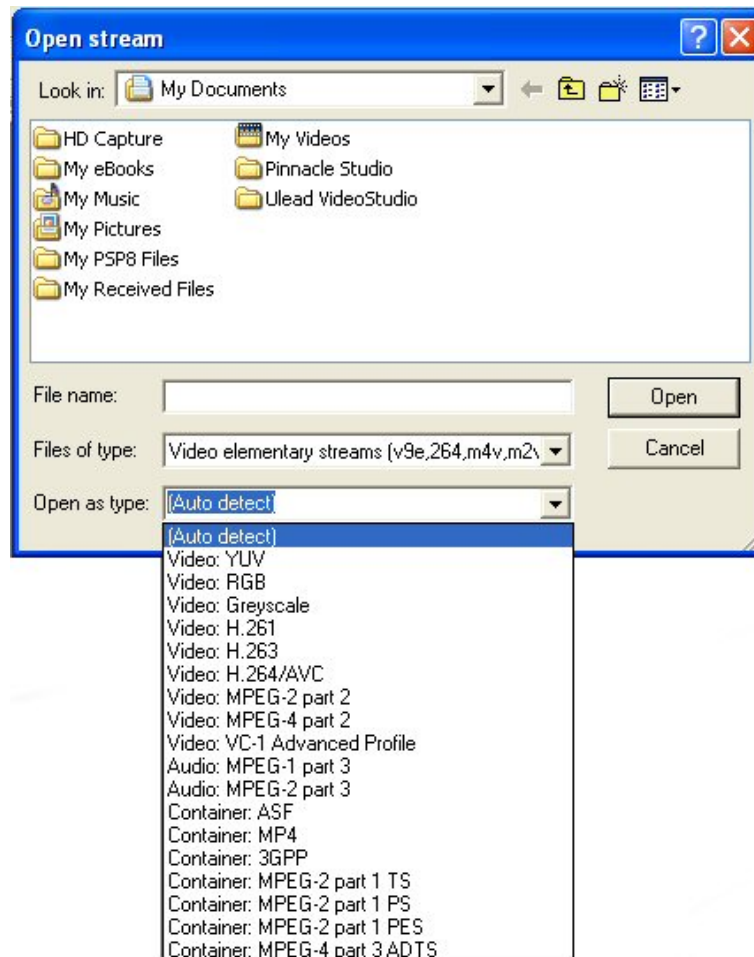 Open stream
Look in: My Documents
HD Capture
My eBooks
My Music
My Pictures
My PSP8 Files
My Received Files
My Videos
Pinnacle Studio
Ulead VideoStudio
File name:
Open
Files of type: Video elementary streams (v9e,264,m4v,m2v
Cancel
Open as type: (Auto detect)
(Auto detect)
Video: YUV
Video: RGB
Video: Greyscale
Video: H.261
Video: H.263
Video: H.264/AVC
Video: MPEG-2 part 2
Video: MPEG-4 part 2
Video: VC-1 Advanced Profile
Audio: MPEG-1 part 3
Audio: MPEG-2 part 3
Container: ASF
Container: MP4
Container: 3GPP
Container: MPEG-2 part 1 TS
Container: MPEG-2 part 1 PS
Container: MPEG-2 part 1 PES
Container: MPEG-4 part 3 ADTS